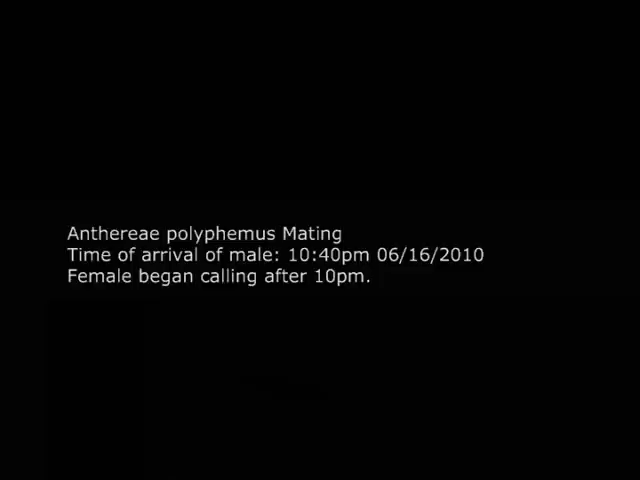 Anthereae polyphemus Mating
Time of arrival of male: 10:40pm 06/16/2010
Female began calling after 10pm.